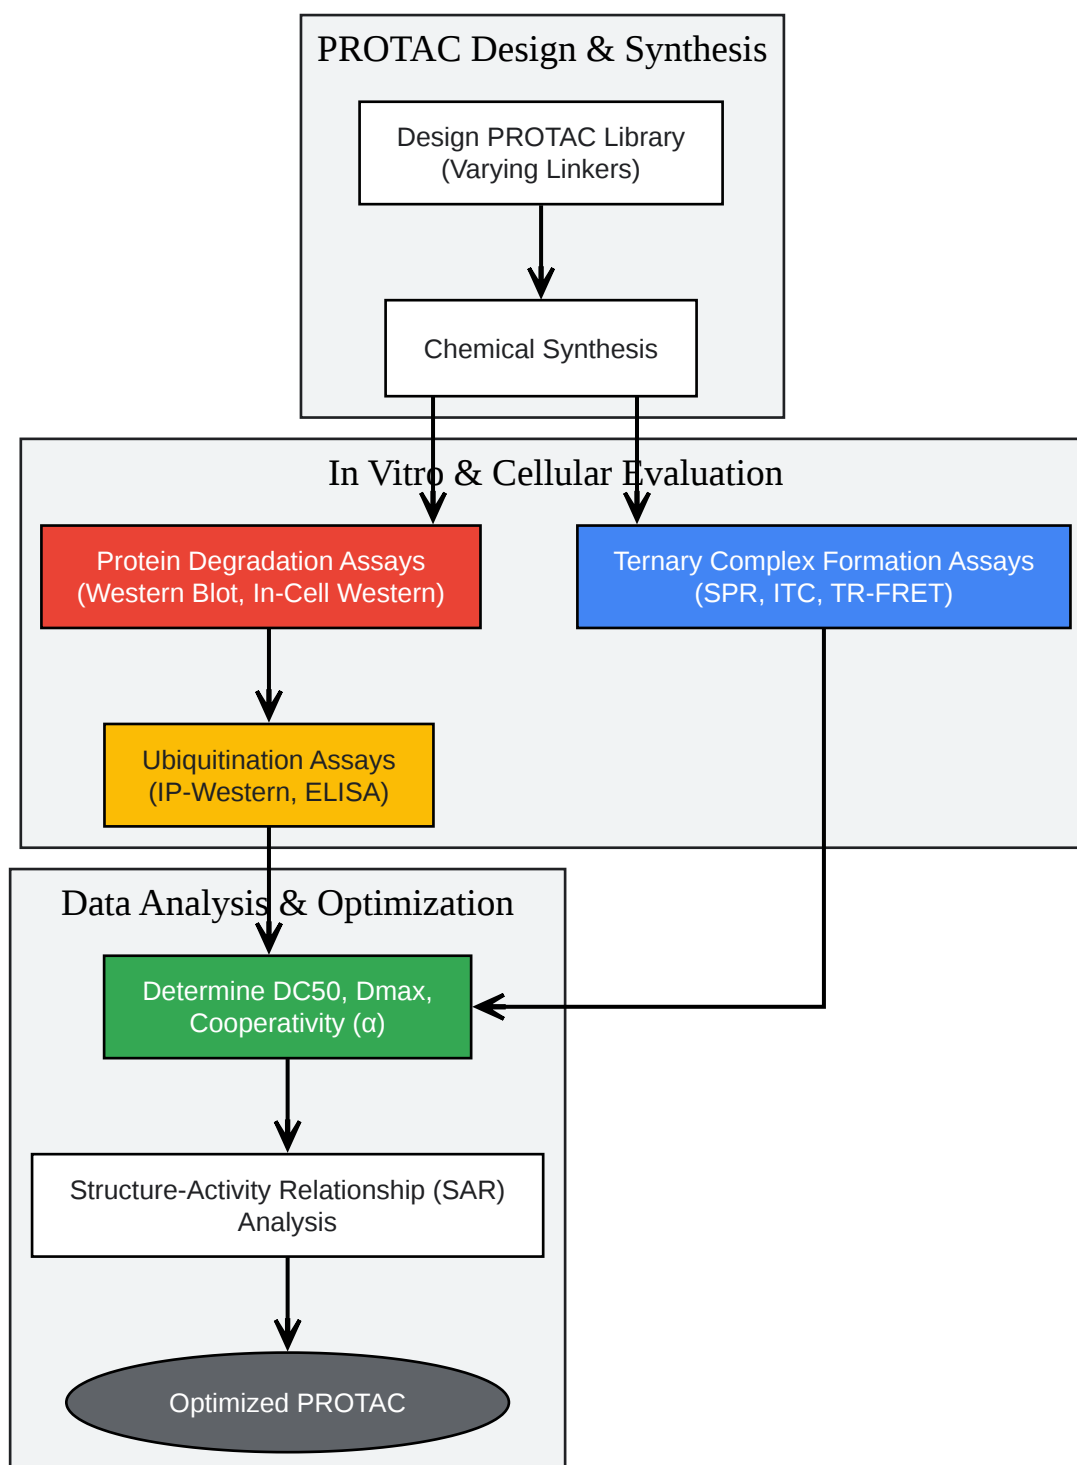 PROTAC Design & Synthesis
Design PROTAC Library
(Varying Linkers)
Chemical Synthesis
In Vitro & Cellular Evaluation
Protein Degradation Assays
(Western Blot, In-Cell Western)
Ternary Complex Formation Assays
(SPR, ITC, TR-FRET)
Ubiquitination Assays
(IP-Western, ELISA)
Data Analysis & Optimization
Determine DC50, Dmax,
Cooperativity (α)
Structure-Activity Relationship (SAR)
Analysis
Optimized PROTAC